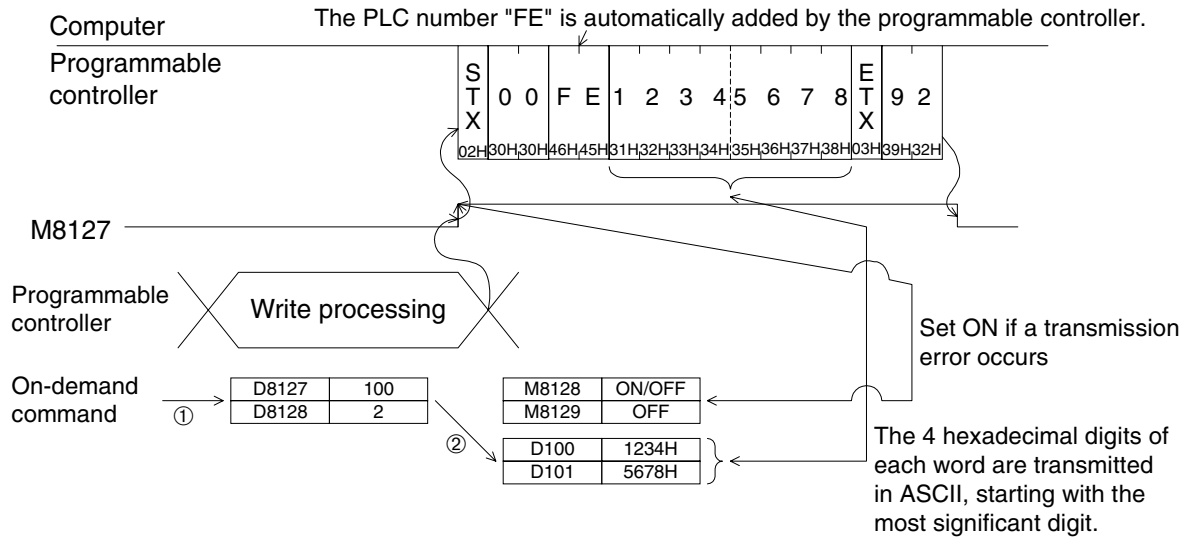 The PLC number "FE" is automatically added by the programmable controller.
Computer
Programmable
controller
STX 0 0 F E 1 2 3 4 5 6 7 8 ETX 9 2
02H 30H 30H 46H 45H 31H 32H 33H 34H 35H 36H 37H 38H 03H 39H 32H
M8127
Programmable
controller
Write processing
Set ON if a transmission
error occurs
On-demand
command
①
D8127 100
D8128 2
②
M8128 ON/OFF
M8129 OFF
D100 1234H
D101 5678H
The 4 hexadecimal digits of
each word are transmitted
in ASCII, starting with the
most significant digit.